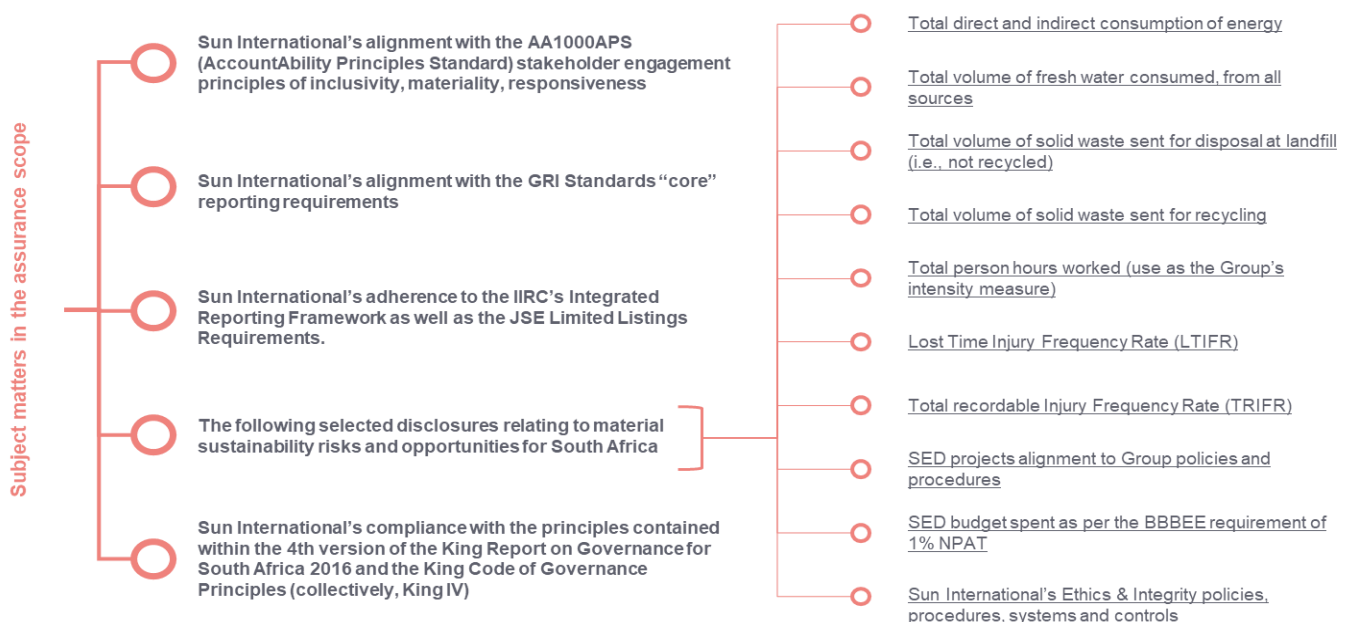 Subject matters in the assurance scope
Sun International's alignment with the AA1000APS
(AccountAbility Principles Standard) stakeholder engagement
principles of inclusivity, materiality, responsiveness
Sun International's alignment with the GRI Standards “core”
reporting requirements
Sun International's adherence to the IIRC's Integrated
Reporting Framework as well as the JSE Limited Listings
Requirements.
The following selected disclosures relating to material
sustainability risks and opportunities for South Africa
Sun International's compliance with the principles contained
within the 4th version of the King Report on Governance for
South Africa 2016 and the King Code of Governance
Principles (collectively, King IV)
Total direct and indirect consumption of energy
Total volume of fresh water consumed, from all
sources
Total volume of solid waste sent for disposal at landfill
(i.e., not recycled)
Total volume of solid waste sent for recycling
Total person hours worked (use as the Group's
intensity measure)
Lost Time Injury Frequency Rate (LTIFR)
Total recordable Injury Frequency Rate (TRIFR)
SED projects alignment to Group policies and
procedures
SED budget spent as per the BBBEE requirement of
1% NPAT
Sun International's Ethics & Integrity policies,
procedures, systems and controls